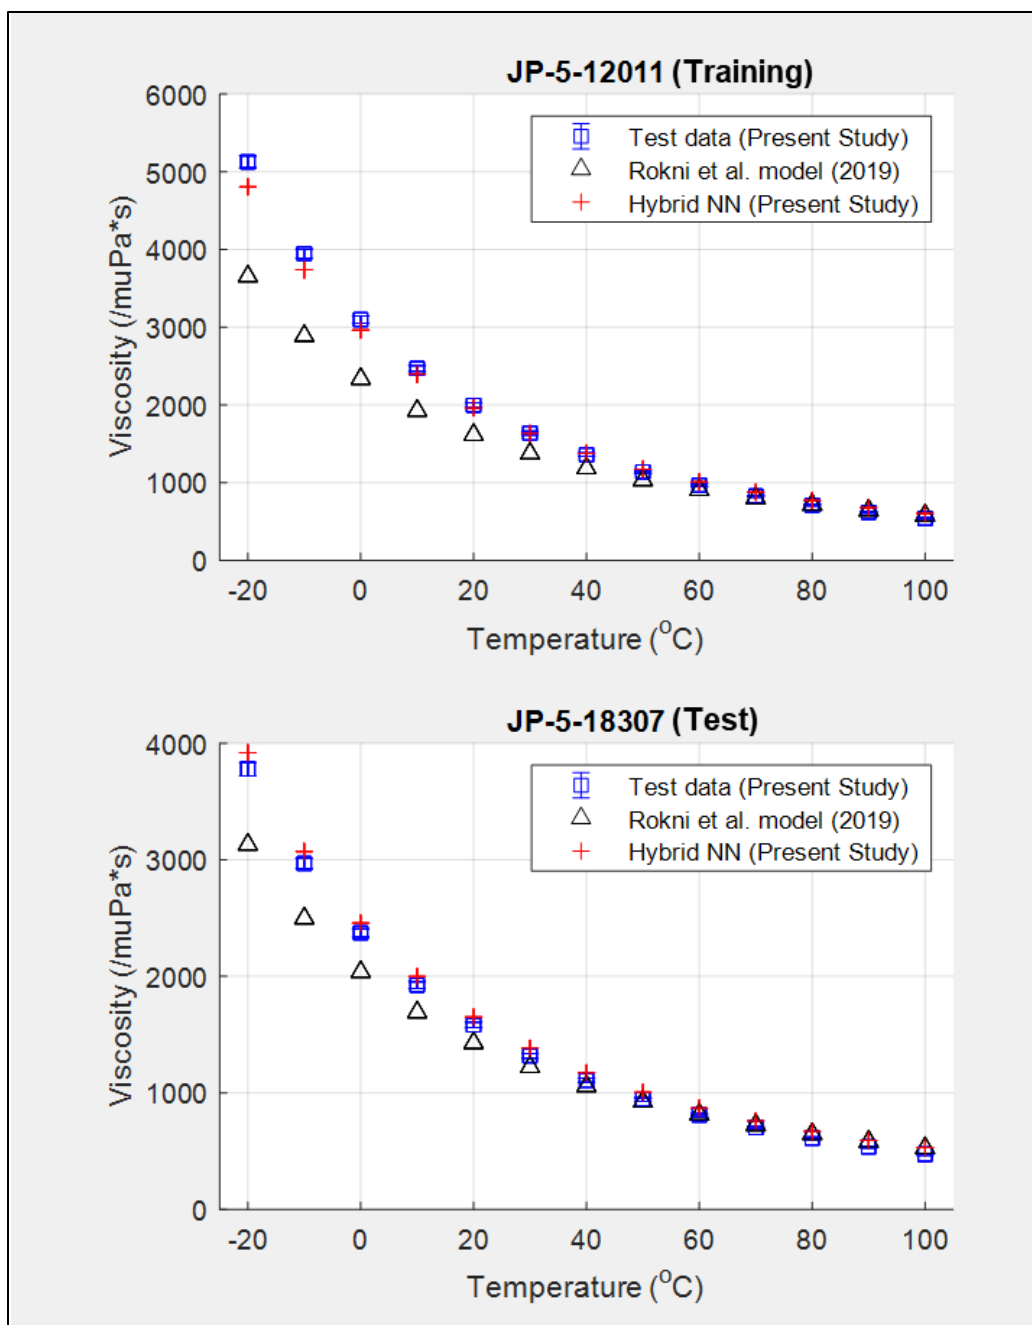 JP-5-12011 (Training)
6000
5000
4000
3000
2000
1000
0
Viscosity (/muPa*s)
Test data (Present Study)
Rokni et al. model (2019)
Hybrid NN (Present Study)
-20 0 20 40 60 80 100
Temperature (°C)
JP-5-18307 (Test)
4000
3000
2000
1000
0
Viscosity (/muPa*s)
Test data (Present Study)
Rokni et al. model (2019)
Hybrid NN (Present Study)
-20 0 20 40 60 80 100
Temperature (°C)